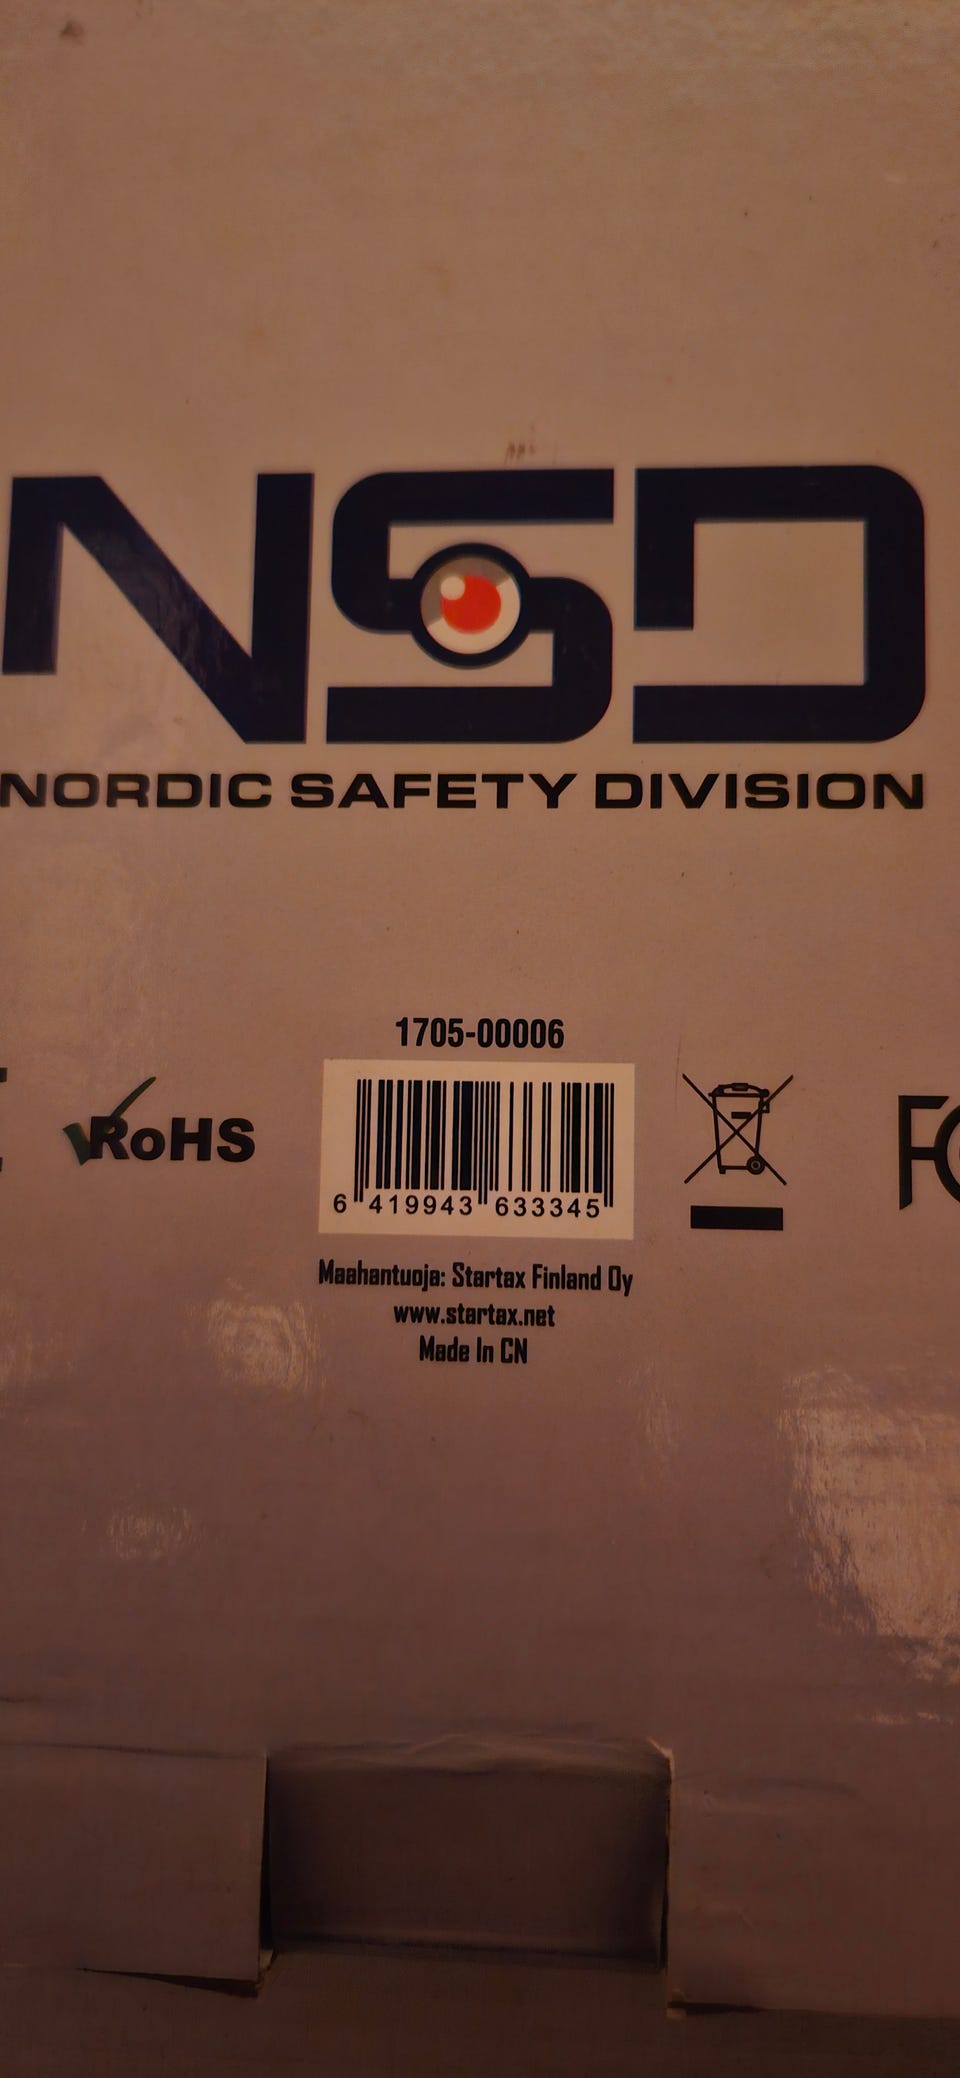 NSD
NORDIC SAFETY DIVISION
1705-00006
RoHS
6 419943 633345
FC
Maahantuoja: Startax Finland Oy
www.startax.net
Made In CN